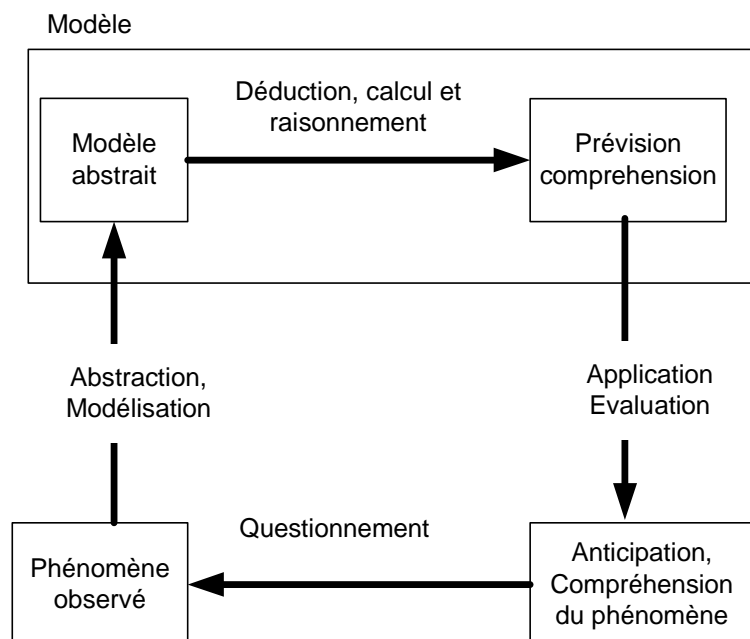 Modèle
Déduction, calcul et
raisonnement
Modèle
abstrait
Prévision
comprehension
Abstraction,
Modélisation
Application
Evaluation
Questionnement
Phénomène
observé
Anticipation,
Compréhension
du phénomène